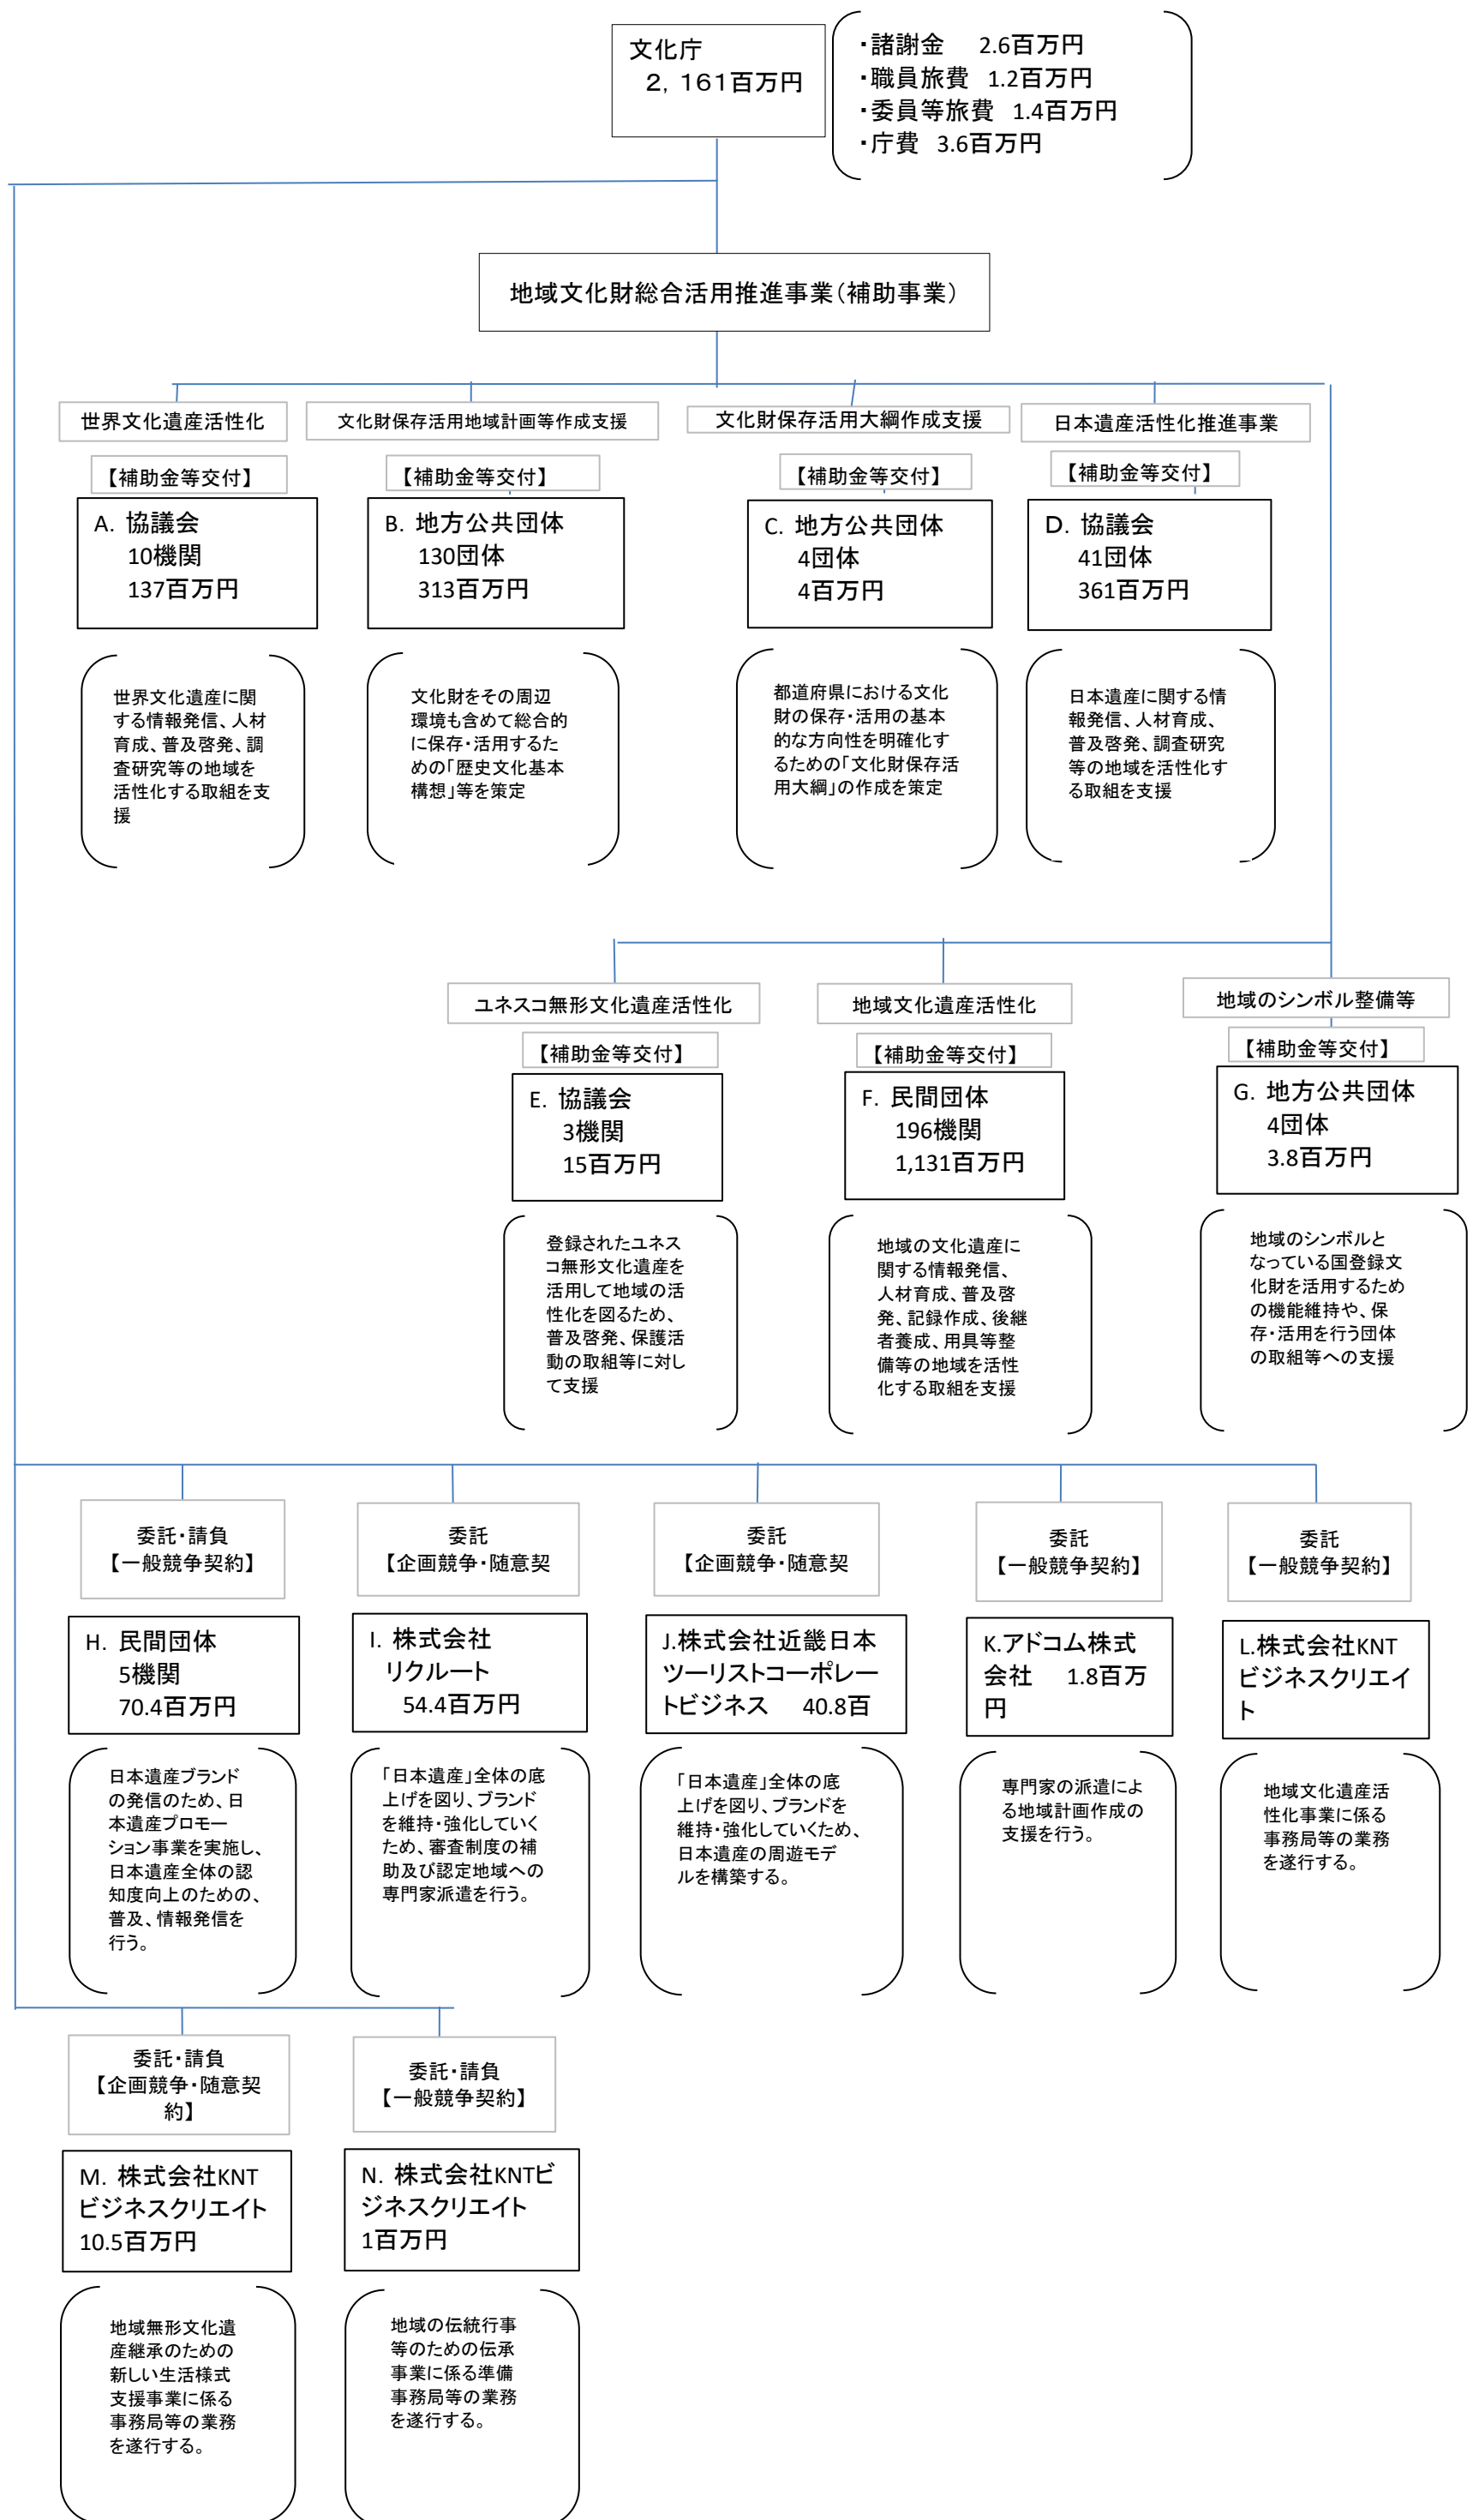 文化庁
2，161百万円
・諸謝金　2.6百万円
・職員旅費　1.2百万円
・委員等旅費　1.4百万円
・庁費　3.6百万円
地域文化財総合活用推進事業（補助事業）
世界文化遺産活性化
【補助金等交付】
A. 協議会
10機関
137百万円
世界文化遺産に関
する情報発信、人材
育成、普及啓発、調
査研究等の地域を
活性化する取組を支
援
文化財保存活用地域計画等作成支援
【補助金等交付】
B. 地方公共団体
130団体
313百万円
文化財をその周辺
環境も含めて総合的
に保存・活用するた
めの「歴史文化基本
構想」等を策定
文化財保存活用大綱作成支援
【補助金等交付】
C. 地方公共団体
4団体
4百万円
都道府県における文化
財の保存・活用の基本
的な方向性を明確化す
るための「文化財保存活
用大綱」の作成を策定
日本遺産活性化推進事業
【補助金等交付】
D. 協議会
41団体
361百万円
日本遺産に関する情
報発信、人材育成、
普及啓発、調査研究
等の地域を活性化す
る取組を支援
ユネスコ無形文化遺産活性化
【補助金等交付】
E. 協議会
3機関
15百万円
登録されたユネス
コ無形文化遺産を
活用して地域の活
性化を図るため、
普及啓発、保護活
動の取組等に対し
て支援
地域文化遺産活性化
【補助金等交付】
F. 民間団体
196機関
1,131百万円
地域の文化遺産に
関する情報発信、
人材育成、普及啓
発、記録作成、後継
者養成、用具等整
備等の地域を活性
化する取組を支援
地域のシンボル整備等
【補助金等交付】
G. 地方公共団体
4団体
3.8百万円
地域のシンボルと
なっている国登録文
化財を活用するため
の機能維持や、保
存・活用を行う団体
の取組等への支援
委託・請負
【一般競争契約】
H. 民間団体
5機関
70.4百万円
日本遺産ブランド
の発信のため、日
本遺産プロモー
ション事業を実施し、
日本遺産全体の認
知度向上のための、
普及、情報発信を
行う。
委託
【企画競争・随意契
I. 株式会社
リクルート
54.4百万円
「日本遺産」全体の底
上げを図り、ブランド
を維持・強化していく
ため、審査制度の補
助及び認定地域への
専門家派遣を行う。
委託
【企画競争・随意契
J.株式会社近畿日本
ツーリストコーポレー
トビジネス　40.8百
「日本遺産」全体の底
上げを図り、ブランドを
維持・強化していくため、
日本遺産の周遊モデ
ルを構築する。
委託
【一般競争契約】
K.アドコム株式
会社　1.8百万
円
専門家の派遣によ
る地域計画作成の
支援を行う。
委託
【一般競争契約】
L.株式会社KNT
ビジネスクリエイ
ト
地域文化遺産活
性化事業に係る
事務局等の業務
を遂行する。
委託・請負
【企画競争・随意契
約】
M. 株式会社KNT
ビジネスクリエイト
10.5百万円
地域無形文化遺
産継承のための
新しい生活様式
支援事業に係る
事務局等の業務
を遂行する。
委託・請負
【一般競争契約】
N. 株式会社KNTビ
ジネスクリエイト
1百万円
地域の伝統行事
等のための伝承
事業に係る準備
事務局等の業務
を遂行する。